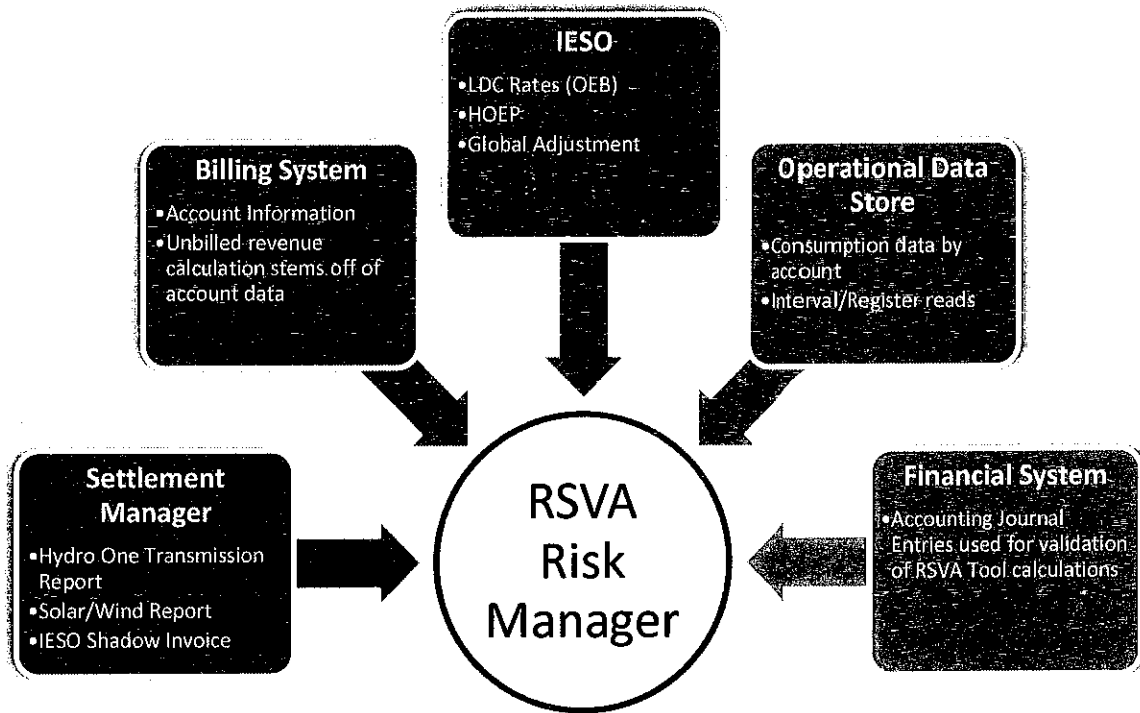 IESO
•LDC Rates (OEB)
•HOEP
•Global Adjustment
Billing System
•Account Information
•Unbilled revenue
calculation stems off of
account data
Operational Data
Store
•Consumption data by
account
•Interval/Register reads
Settlement
Manager
•Hydro One Transmission
Report
•Solar/Wind Report
•IESO Shadow Invoice
RSVA
Risk
Manager
Financial System
•Accounting Journal
Entries used for validation
of RSVA Tool calculations